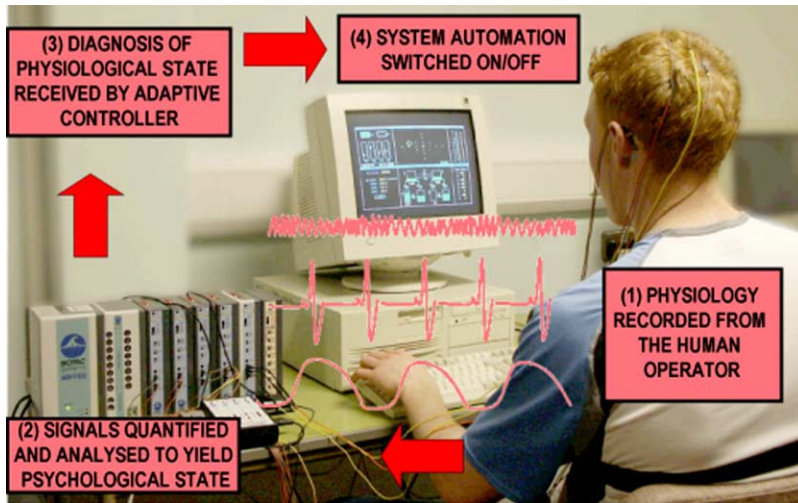 (3) DIAGNOSIS OF
PHYSIOLOGICAL STATE
RECEIVED BY ADAPTIVE
CONTROLLER
(4) SYSTEM AUTOMATION
SWITCHED ON/OFF
(1) PHYSIOLOGY
RECORDED FROM
THE HUMAN
OPERATOR
(2) SIGNALS QUANTIFIED
AND ANALYSED TO YIELD
PSYCHOLOGICAL STATE
BIOPAC